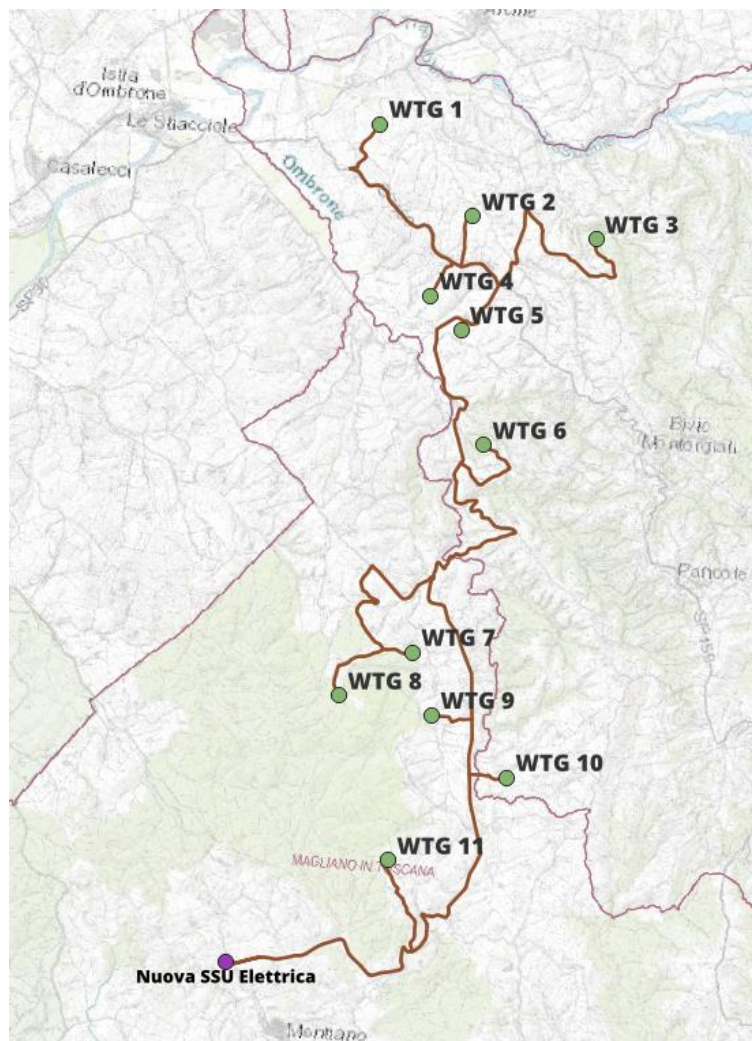 Arcille
Istia
d'Ombrone
WTG 1
Le Stiacciole
Casalecci
Ombrone
WTG 2
WTG 3
WTG 4
WTG 5
WTG 6
Bivio
Montorgiali
Pancole
SP159
WTG 7
WTG 8
WTG 9
WTG 10
WTG 11
MAGLIANO IN TOSCANA
Nuova SSU Elettrica
Montiano